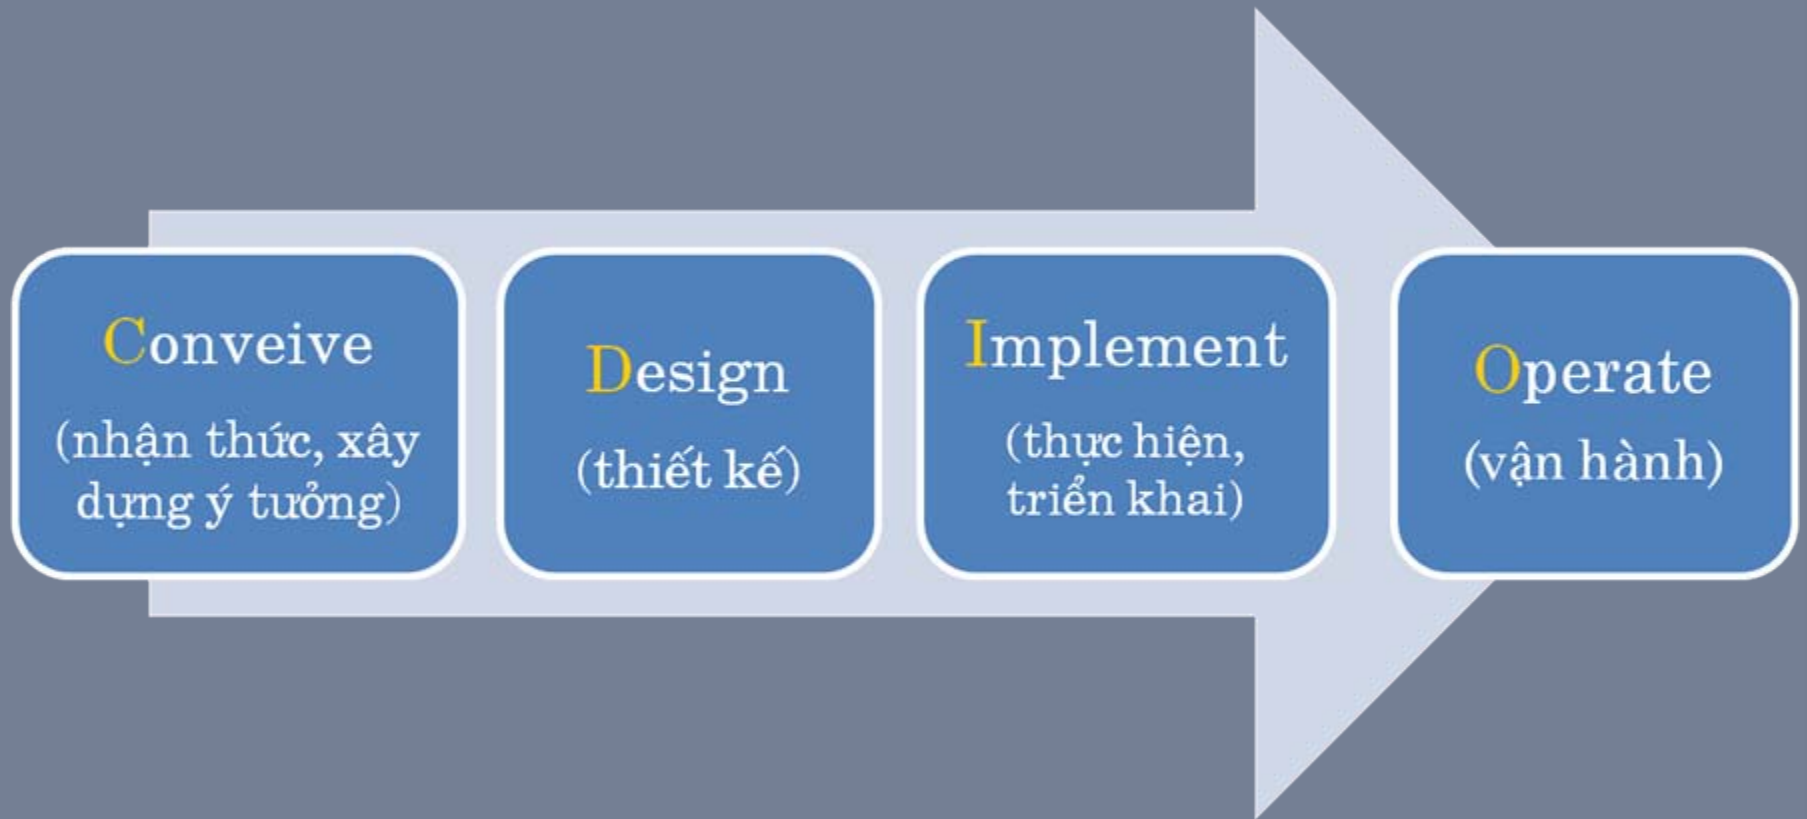 Conveive
(nhận thức, xây
dựng ý tưởng)
Design
(thiết kế)
Implement
(thực hiện,
triển khai)
Operate
(vận hành)